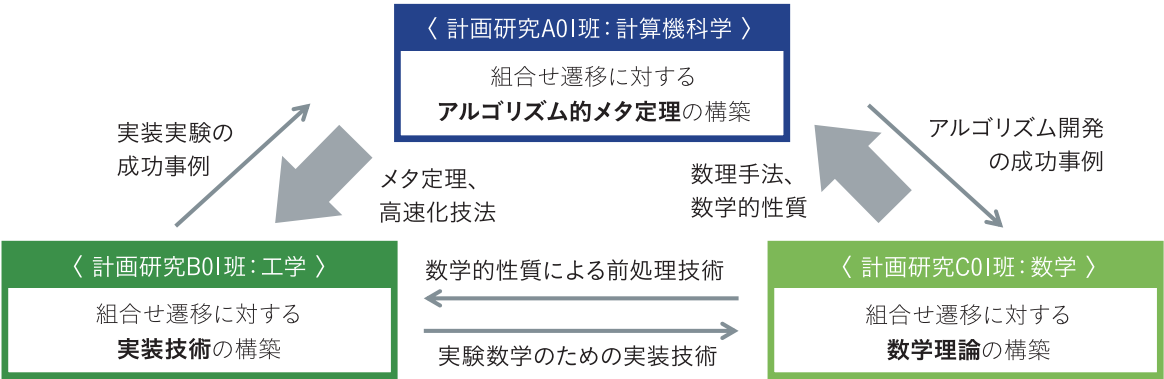 〈 計画研究A01班：計算機科学 〉
組合せ遷移に対する
アルゴリズム的メタ定理の構築
実装実験の
成功事例
アルゴリズム開発
の成功事例
メタ定理、
高速化技法
数理手法、
数学的性質
〈 計画研究B01班：工学 〉
組合せ遷移に対する
実装技術の構築
数学的性質による前処理技術
実験数学のための実装技術
〈 計画研究C01班：数学 〉
組合せ遷移に対する
数学理論の構築